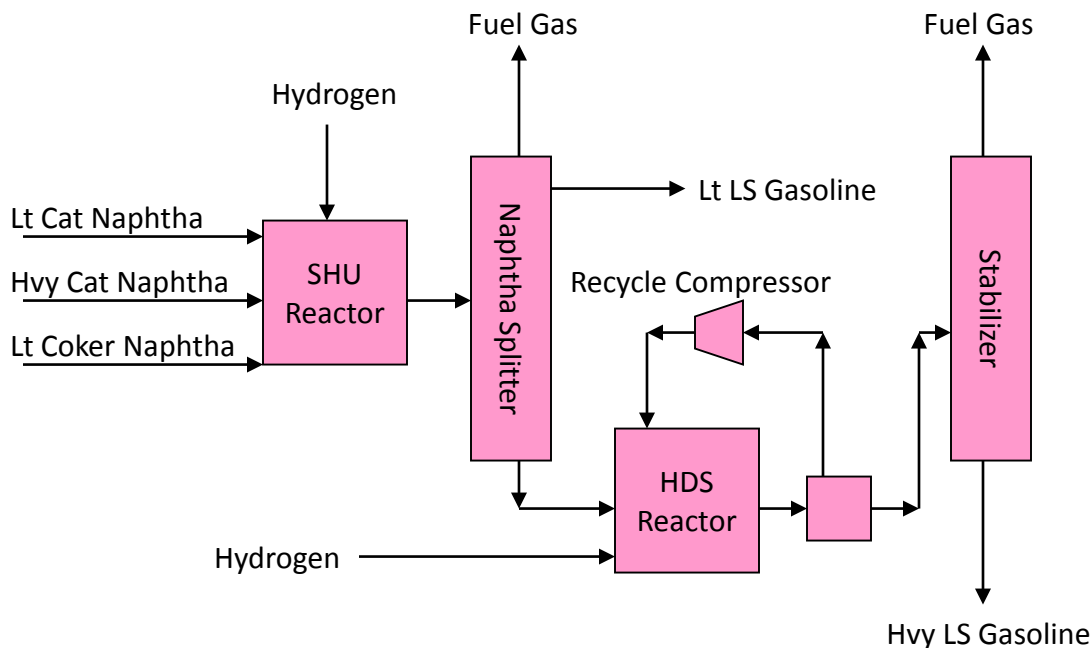 Fuel Gas
Fuel Gas
Hydrogen
Lt LS Gasoline
Lt Cat Naphtha
Hvy Cat Naphtha
Lt Coker Naphtha
SHU
Reactor
Naphtha Splitter
Stabilizer
Recycle Compressor
HDS
Reactor
Hydrogen
Hvy LS Gasoline